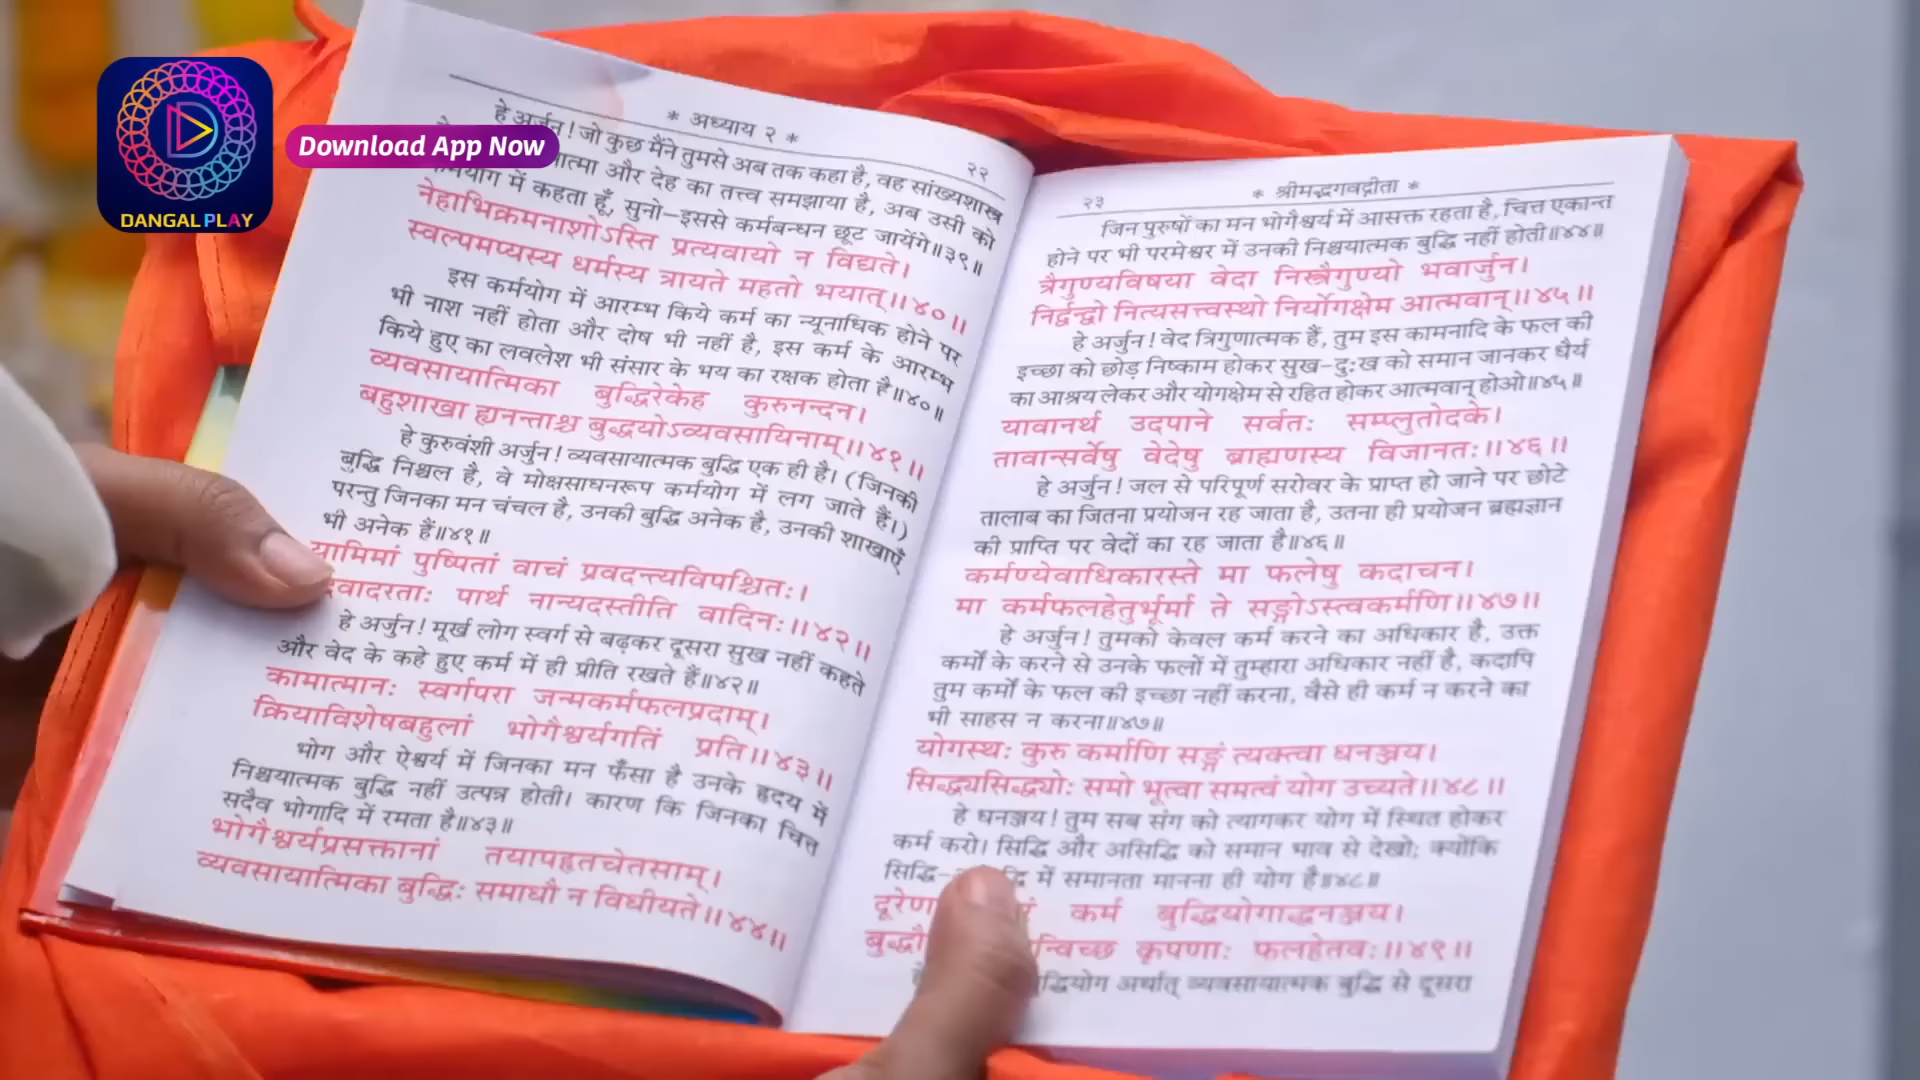 DANGAL PLAY
Download App Now
* अध्याय २ *
२२
हे अर्जुन! जो कुछ मैंने तुमसे अब तक कहा है, वह सांख्यशास्त्र
और देह का तत्त्व समझाया है, अब उसी को
में कहता हूँ, सुनो–इससे कर्मबन्धन छूट जायेंगे॥३९॥
नेहाभिक्रमनाशोऽस्ति प्रत्यवायो न विद्यते।
स्वल्पमप्यस्य धर्मस्य त्रायते महतो भयात्॥४०॥
इस कर्मयोग में आरम्भ किये कर्म का न्यूनाधिक होने पर
भी नाश नहीं होता और दोष भी नहीं है, इस कर्म के आरम्भ
किये हुए का लवलेश भी संसार के भय का रक्षक होता है॥४०॥
व्यवसायात्मिका बुद्धिरेकेह कुरुनन्दन।
बहुशाखा ह्यनन्ताश्च बुद्धयोऽव्यवसायिनाम्॥४१॥
हे कुरुवंशी अर्जुन! व्यवसायात्मक बुद्धि एक ही है। (जिनकी
बुद्धि निश्चल है, वे मोक्षसाधनरूप कर्मयोग में लग जाते हैं।)
परन्तु जिनका मन चंचल है, उनकी बुद्धि अनेक है, उनकी शाखाएँ
भी अनेक हैं॥४१॥
यामिमां पुष्पितां वाचं प्रवदन्त्यविपश्चितः।
पार्थ नान्यदस्तीति वादिनः॥४२॥
हे अर्जुन! मूर्ख लोग स्वर्ग से बढ़कर दूसरा सुख नहीं कहते
और वेद के कहे हुए कर्म में ही प्रीति रखते हैं॥४२॥
कामात्मानः स्वर्गपरा जन्मकर्मफलप्रदाम्।
क्रियाविशेषबहुलां भोगैश्वर्यगतिं प्रति॥४३॥
भोग और ऐश्वर्य में जिनका मन फँसा है उनके हृदय में
निश्चयात्मक बुद्धि नहीं उत्पन्न होती। कारण कि जिनका चित्त
सदैव भोगादि में रमता है॥४३॥
भोगैश्वर्यप्रसक्तानां तयापहृतचेतसाम्।
व्यवसायात्मिका बुद्धिः समाधौ न विधीयते॥४४॥
२३
* श्रीमद्भगवद्गीता *
जिन पुरुषों का मन भोगैश्वर्य में आसक्त रहता है, चित्त एकान्त
होने पर भी परमेश्वर में उनकी निश्चयात्मक बुद्धि नहीं होती॥४४॥
त्रैगुण्यविषया वेदा निस्त्रैगुण्यो भवार्जुन।
निर्द्वन्द्वो नित्यसत्त्वस्थो निर्योगक्षेम आत्मवान्॥४५॥
हे अर्जुन! वेद त्रिगुणात्मक हैं, तुम इस कामनादि के फल की
इच्छा को छोड़ निष्काम होकर सुख-दुःख को समान जानकर धैर्य
का आश्रय लेकर और योगक्षेम से रहित होकर आत्मवान् होओ॥४५॥
यावानर्थ उदपाने सर्वतः सम्प्लुतोदके।
तावान्सर्वेषु वेदेषु ब्राह्मणस्य विजानतः॥४६॥
हे अर्जुन! जल से परिपूर्ण सरोवर के प्राप्त हो जाने पर छोटे
तालाब का जितना प्रयोजन रह जाता है, उतना ही प्रयोजन ब्रह्मज्ञान
की प्राप्ति पर वेदों का रह जाता है॥४६॥
कर्मण्येवाधिकारस्ते मा फलेषु कदाचन।
मा कर्मफलहेतुर्भूर्मा ते सङ्गोऽस्त्वकर्मणि॥४७॥
हे अर्जुन! तुमको केवल कर्म करने का अधिकार है, उक्त
कर्मों के करने से उनके फलों में तुम्हारा अधिकार नहीं है, कदापि
तुम कर्मों के फल की इच्छा नहीं करना, वैसे ही कर्म न करने का
भी साहस न करना॥४७॥
योगस्थः कुरु कर्माणि सङ्गं त्यक्त्वा धनञ्जय।
सिद्ध्यसिद्ध्योः समो भूत्वा समत्वं योग उच्यते॥४८॥
हे धनञ्जय! तुम सब संग को त्यागकर योग में स्थित होकर
कर्म करो। सिद्धि और असिद्धि को समान भाव से देखो; क्योंकि
सिद्धि- में समानता मानना ही योग है॥४८॥
कर्म बुद्धियोगाद्धनञ्जय।
कृपणाः फलहेतवः॥४९॥
अर्थात् व्यवसायात्मक बुद्धि से दूसरा